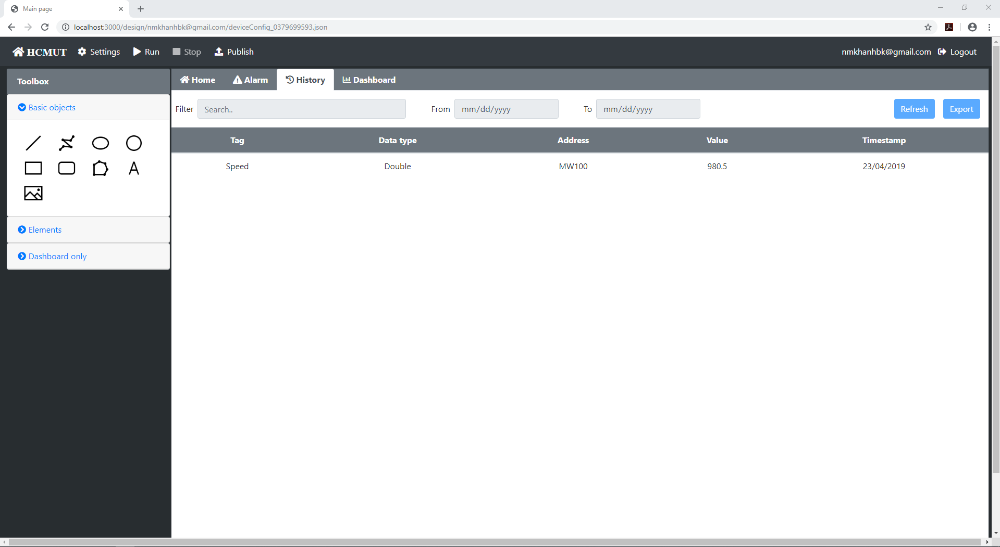 Main page
localhost:3000/design/nmkhanhbk@gmail.com/deviceConfig_0379699593.json
HCMUT Settings Run Stop Publish nmkhanhbk@gmail.com Logout
Toolbox
Home Alarm History Dashboard
Basic objects
Filter Search.. From mm/dd/yyyy To mm/dd/yyyy Refresh Export
Tag Data type Address Value Timestamp
Speed Double MW100 980.5 23/04/2019
A
Elements
Dashboard only